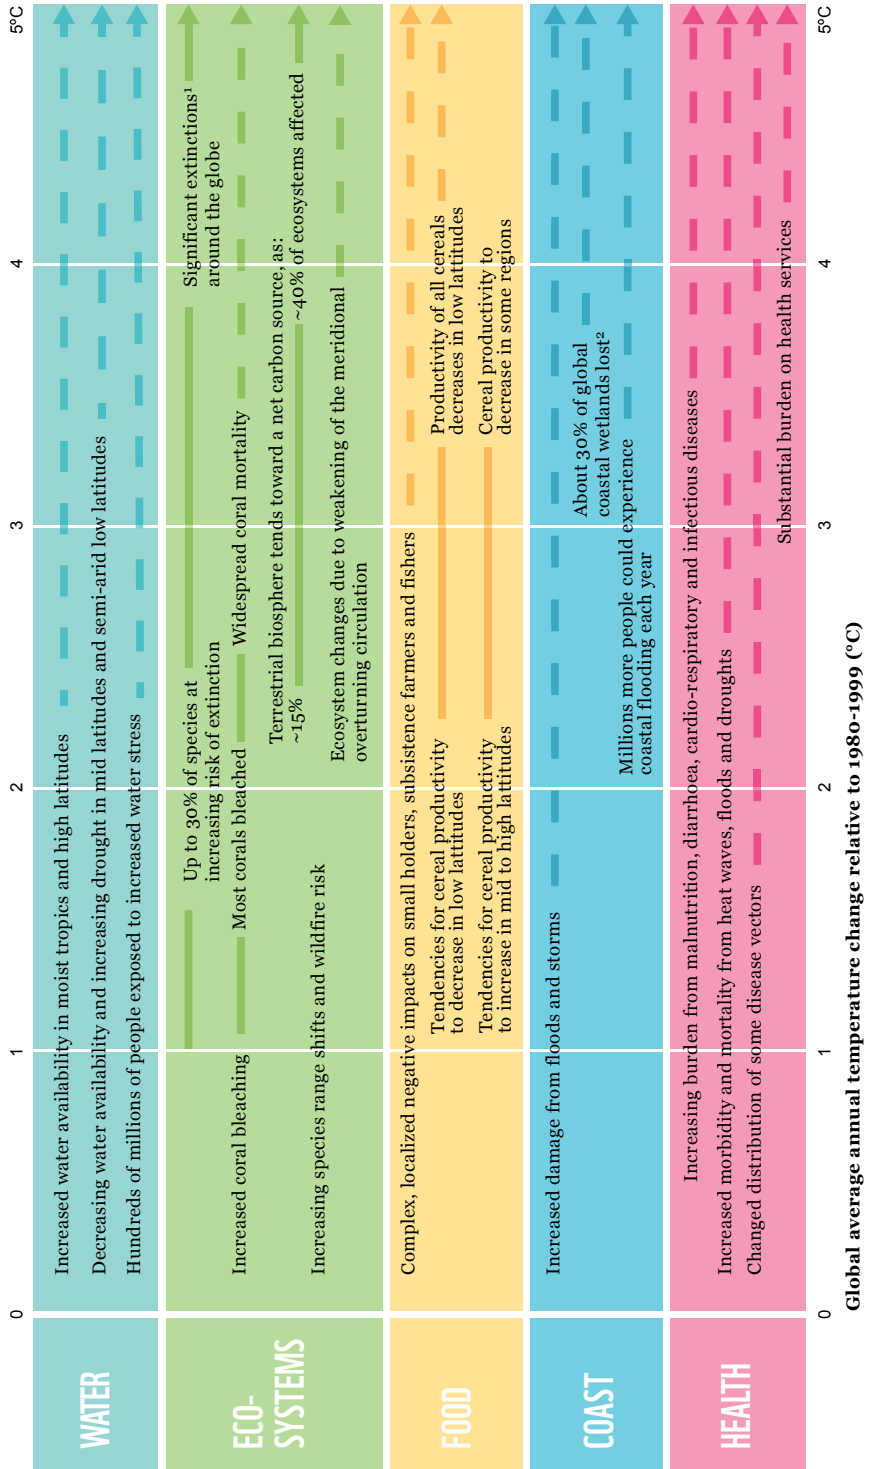 0
1
2
3
4
5°C
WATER
Increased water availability in moist tropics and high latitudes
Decreasing water availability and increasing drought in mid latitudes and semi-arid low latitudes
Hundreds of millions of people exposed to increased water stress
ECO-
SYSTEMS
Up to 30% of species at
increasing risk of extinction
Significant extinctions¹
around the globe
Increased coral bleaching
Most corals bleached
Widespread coral mortality
Terrestrial biosphere tends toward a net carbon source, as:
~15%
~40% of ecosystems affected
Increasing species range shifts and wildfire risk
Ecosystem changes due to weakening of the meridional
overturning circulation
FOOD
Complex, localized negative impacts on small holders, subsistence farmers and fishers
Tendencies for cereal productivity
to decrease in low lattitudes
Productivity of all cereals
decreases in low lattitudes
Tendencies for cereal productivity
to increase in mid to high lattitudes
Cereal productivity to
decrease in some regions
COAST
Increased damage from floods and storms
About 30% of global
coastal wetlands lost²
Millions more people could experience
coastal flooding each year
HEALTH
Increasing burden from malnutrition, diarrhoea, cardio-respiratory and infectious diseases
Increased morbidity and mortality from heat waves, floods and droughts
Changed distribution of some disease vectors
Substantial burden on health services
0
1
2
3
4
5°C
Global average annual temperature change relative to 1980-1999 (°C)